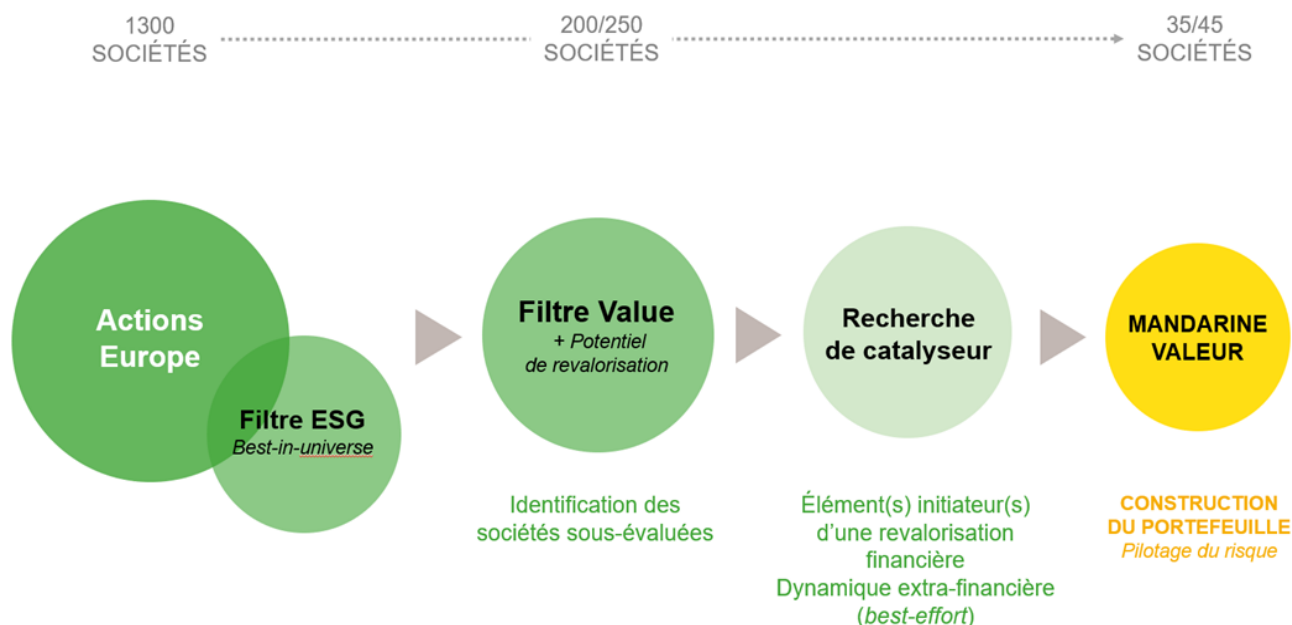 1300
SOCIÉTÉS
200/250
SOCIÉTÉS
35/45
SOCIÉTÉS
Actions
Europe
Filtre ESG
Best-in-universe
Filtre Value
+ Potentiel
de revalorisation
Recherche
de catalyseur
MANDARINE
VALEUR
Identification des
sociétés sous-évaluées
Élément(s) initiateur(s)
d’une revalorisation
financière
Dynamique extra-financière
(best-effort)
CONSTRUCTION
DU PORTEFEUILLE
Pilotage du risque